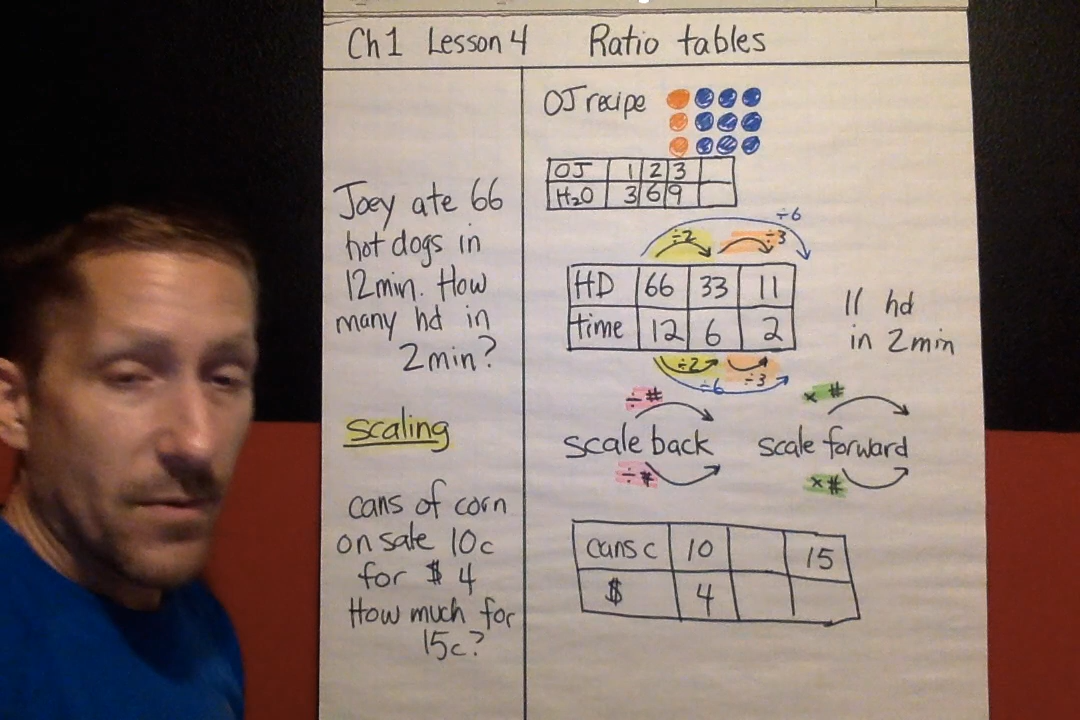 Ch 1 Lesson 4 Ratio tables
Joey ate 66
hot dogs in
12min. How
many hd in
2min?
scaling
cans of corn
on sale 10c
for $ 4
How much for
15c?
OJ recipe
OJ 1 2 3
H₂O 3 6 9
÷6
÷2 ÷3
HD 66 33 11
time 12 6 2
÷2 ÷3
÷6
11 hd
in 2min
÷# x#
scale back scale forward
÷# x#
cans c 10 15
$ 4